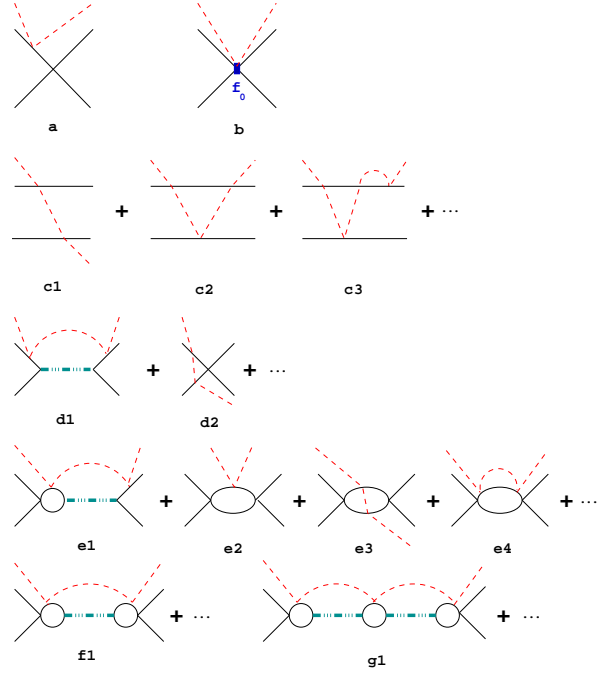 f0
a b
+ + + ...
c1 c2 c3
+ + ...
d1 d2
+ + + + ...
e1 e2 e3 e4
+ ... + ...
f1 g1